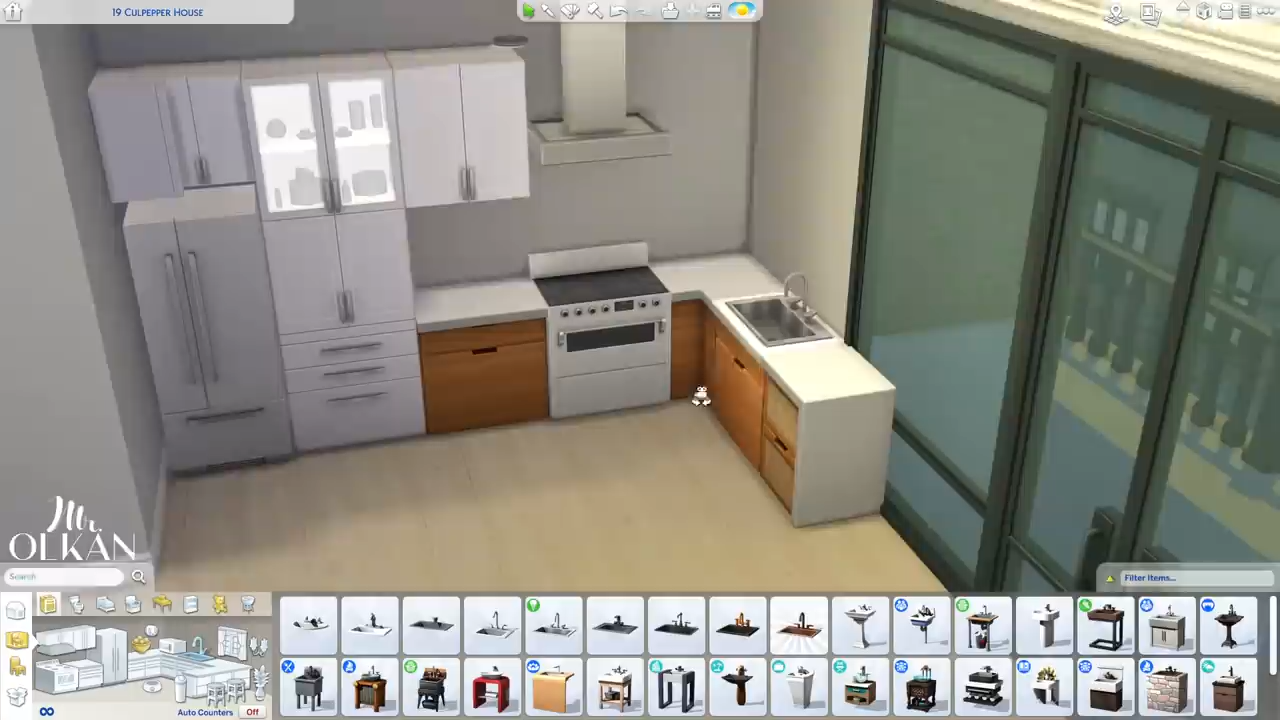 19 CULPEPPER HOUSE
Mr.
OLKAN
Search
Filter Items...
Auto Counters
Off